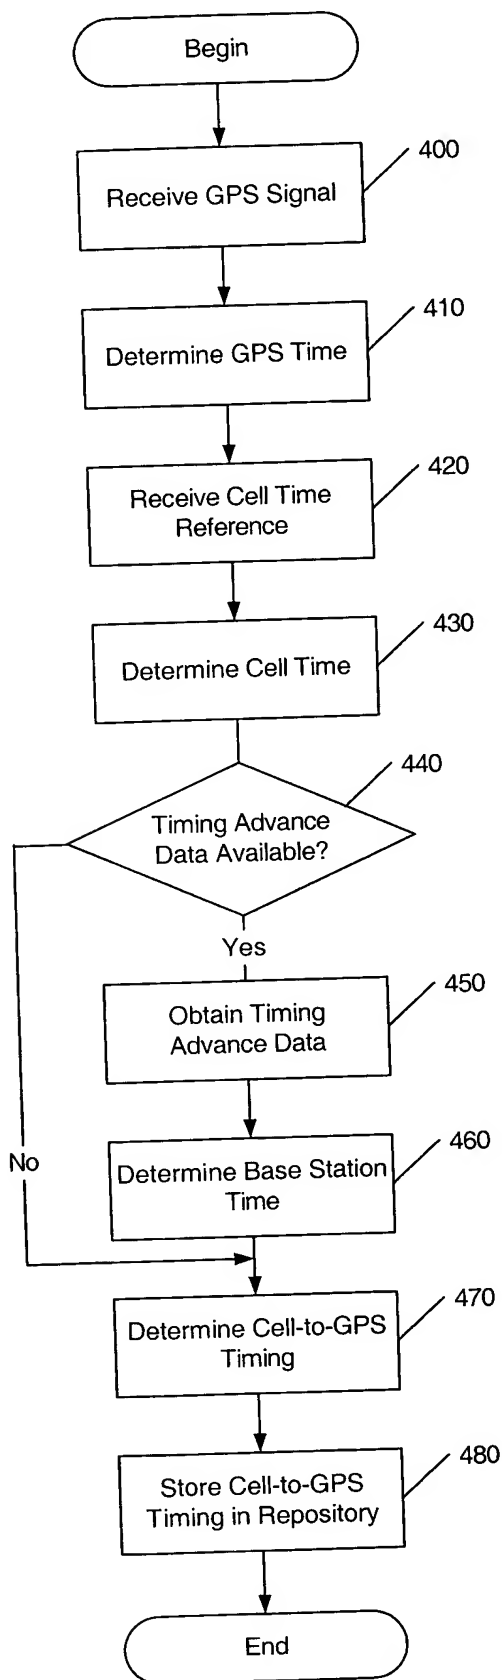 Begin
400
Receive GPS Signal
410
Determine GPS Time
420
Receive Cell Time
Reference
430
Determine Cell Time
440
Timing Advance
Data Available?
Yes
450
Obtain Timing
Advance Data
460
No
Determine Base Station
Time
470
Determine Cell-to-GPS
Timing
480
Store Cell-to-GPS
Timing in Repository
End